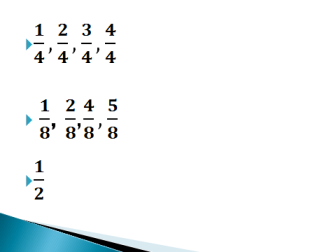 1/4, 2/4, 3/4, 4/4
1/8, 2/8, 4/8, 5/8
1/2